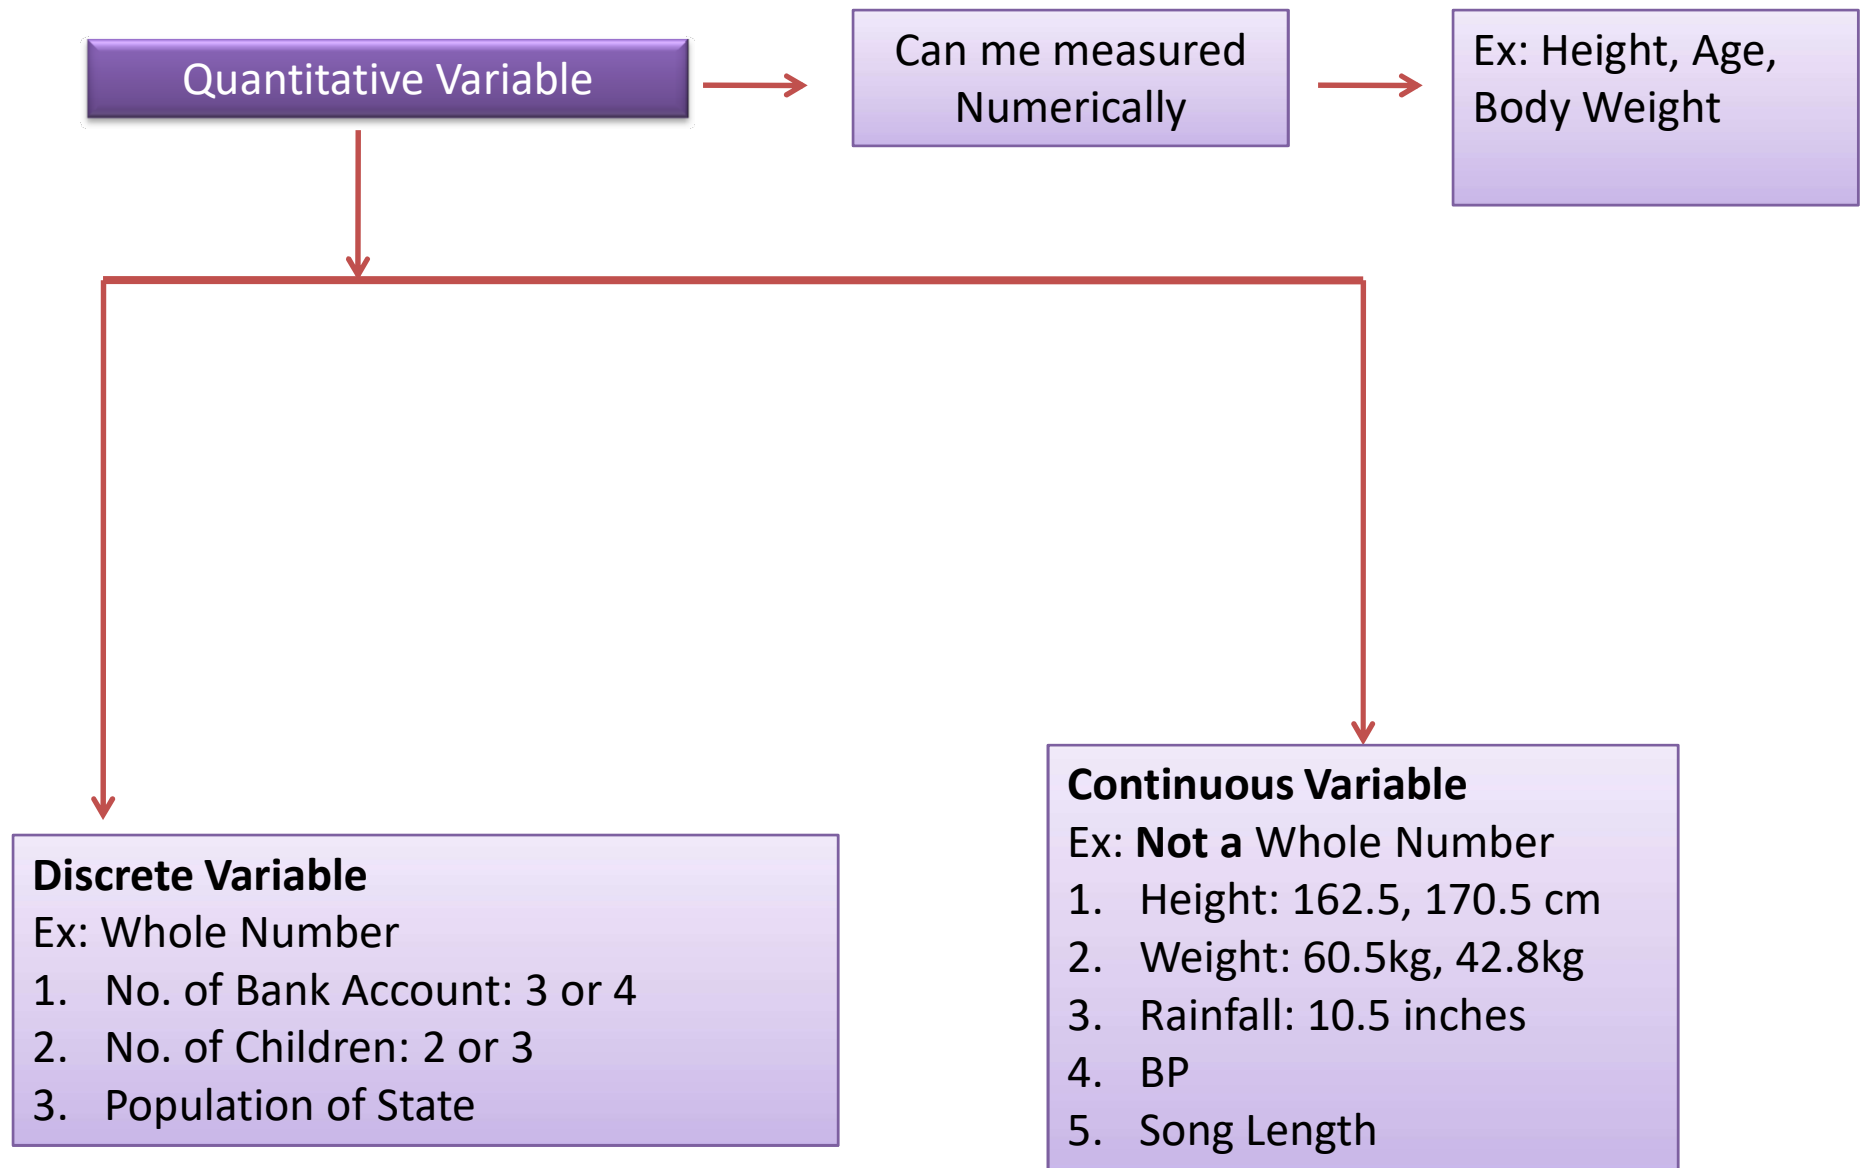 Quantitative Variable
Can me measured
Numerically
Ex: Height, Age,
Body Weight
Discrete Variable
Ex: Whole Number
1. No. of Bank Account: 3 or 4
2. No. of Children: 2 or 3
3. Population of State
Continuous Variable
Ex: Not a Whole Number
1. Height: 162.5, 170.5 cm
2. Weight: 60.5kg, 42.8kg
3. Rainfall: 10.5 inches
4. BP
5. Song Length